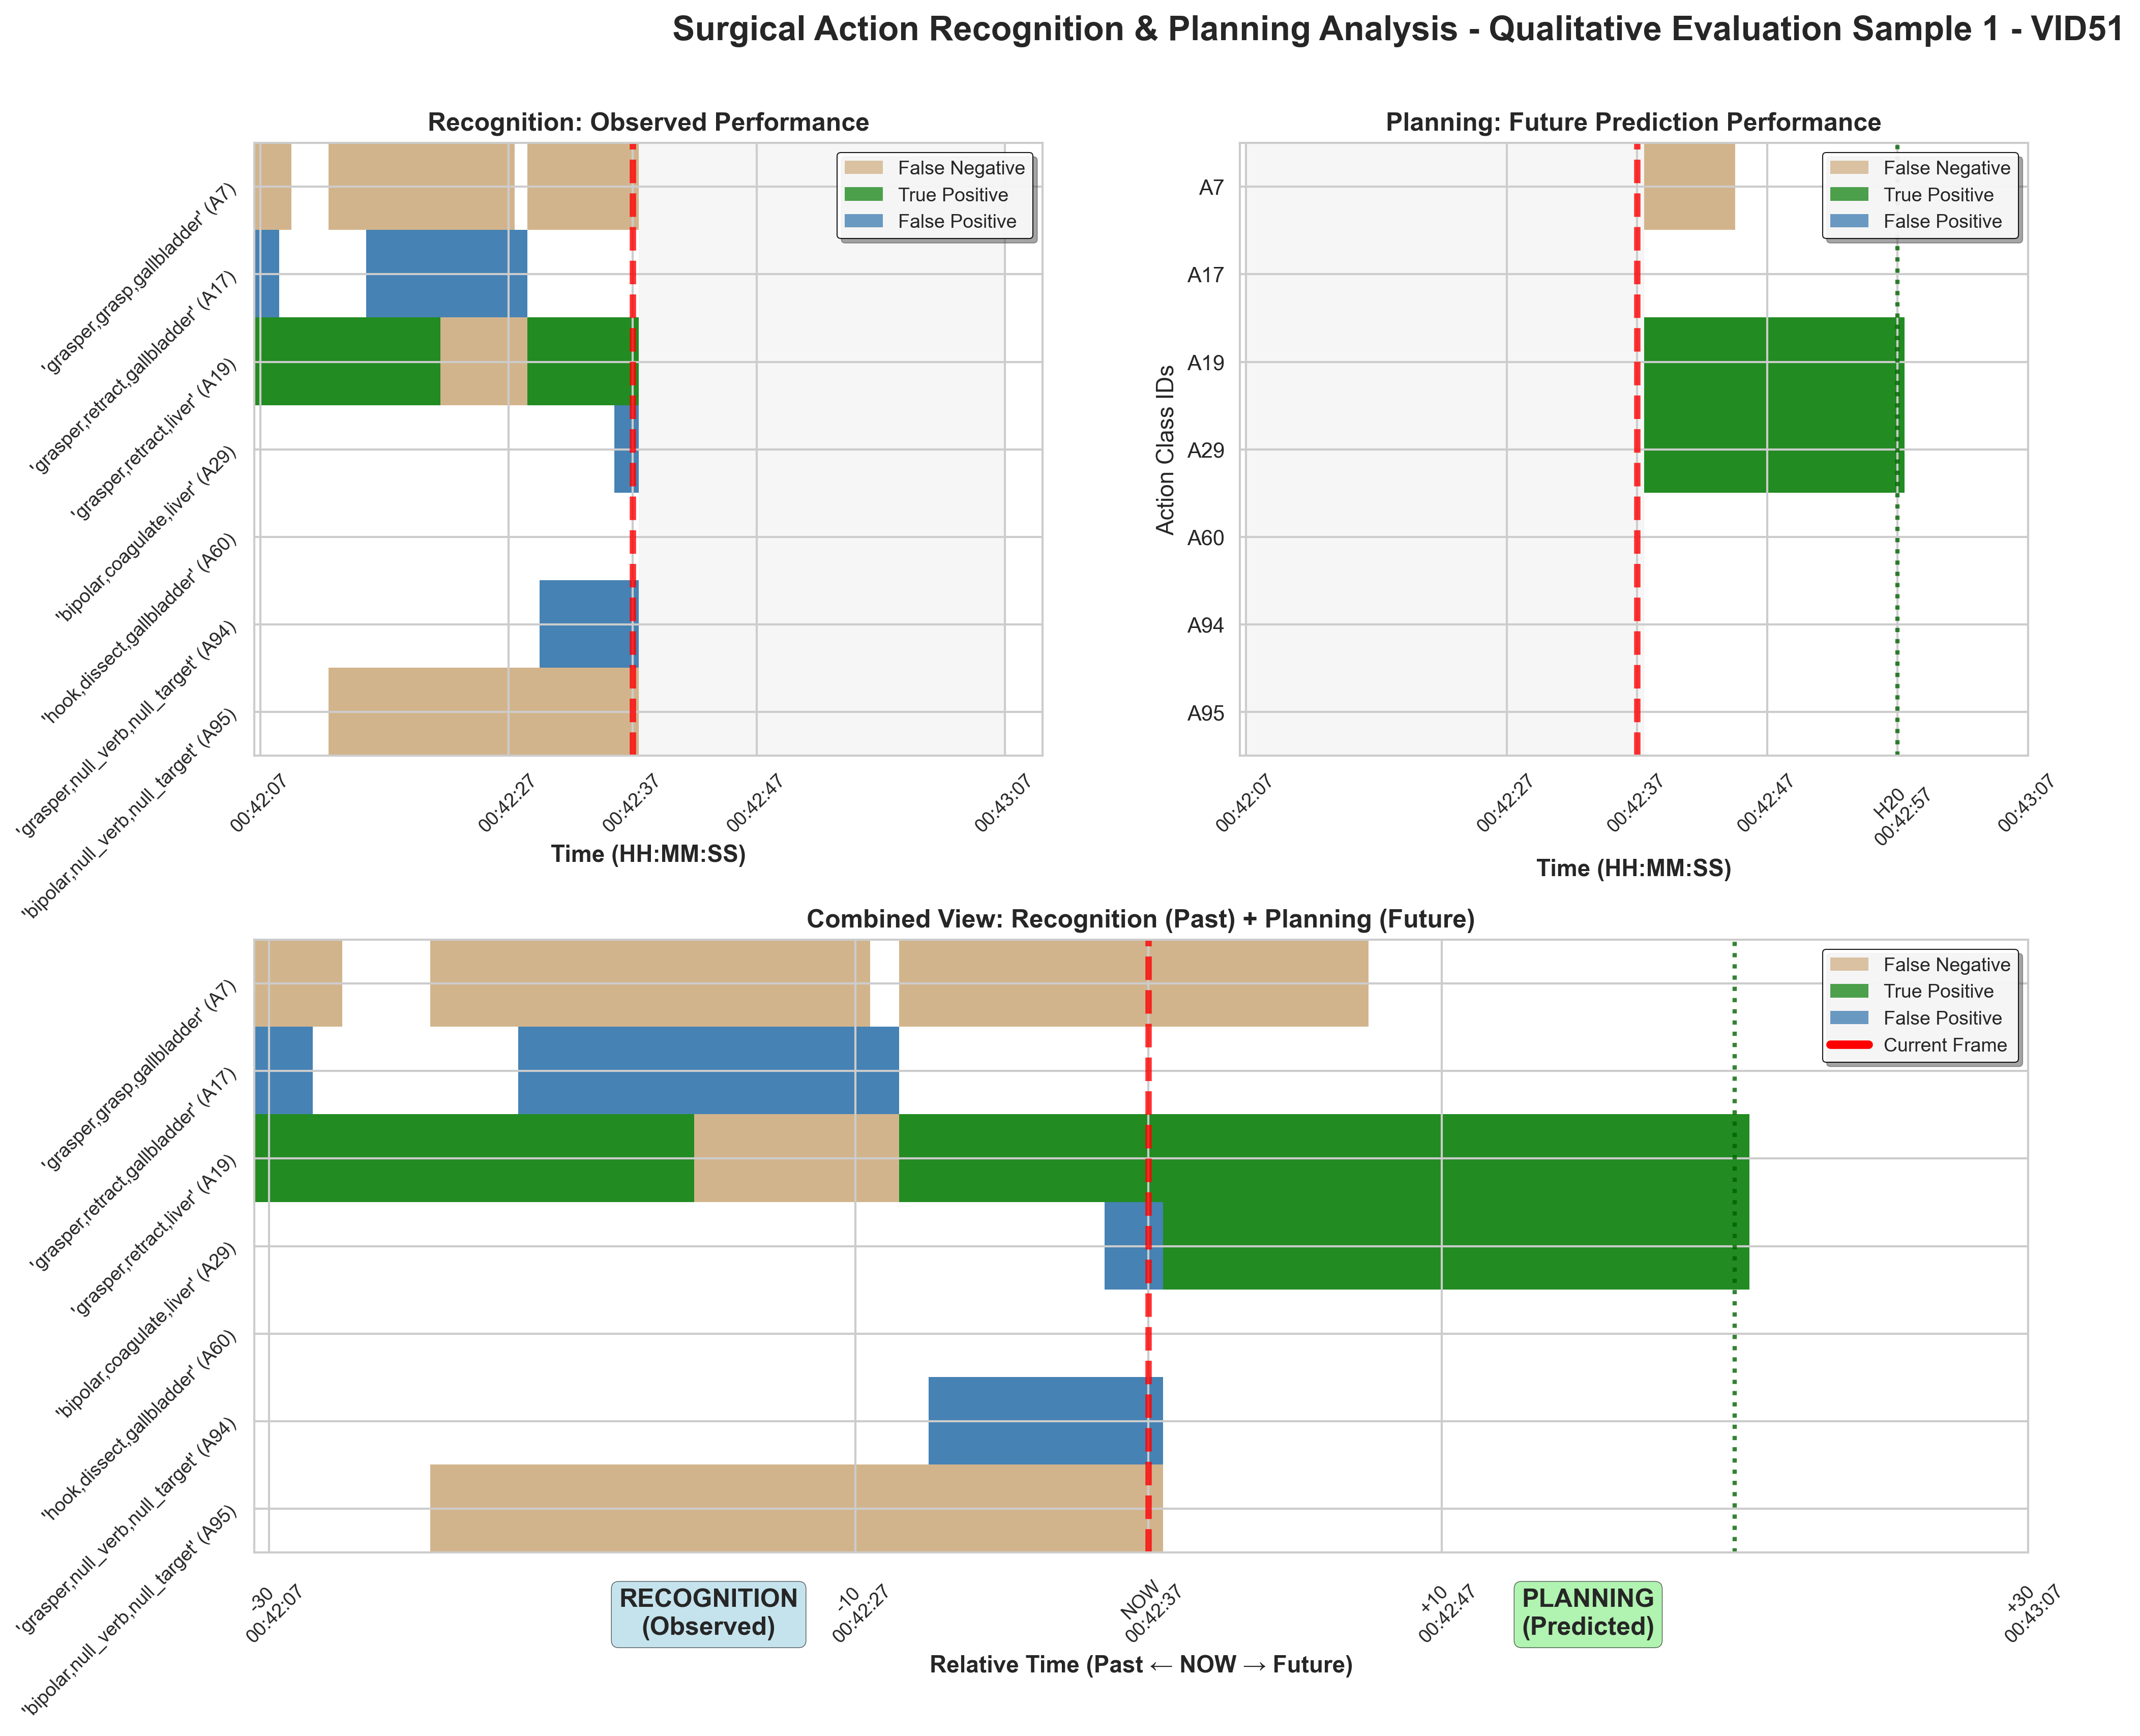 Surgical Action Recognition & Planning Analysis - Qualitative Evaluation Sample 1 - VID51
Recognition: Observed Performance
False Negative
True Positive
False Positive
'grasper,grasp,gallbladder' (A7)
'grasper,retract,gallbladder' (A17)
'grasper,retract,liver' (A19)
'bipolar,coagulate,liver' (A29)
'hook,dissect,gallbladder' (A60)
'grasper,null_verb,null_target' (A94)
'bipolar,null_verb,null_target' (A95)
00:42:07
00:42:27
00:42:37
00:42:47
00:43:07
Time (HH:MM:SS)
Planning: Future Prediction Performance
False Negative
True Positive
False Positive
Action Class IDs
A7
A17
A19
A29
A60
A94
A95
00:42:07
00:42:27
00:42:37
00:42:47
H20
00:42:57
00:43:07
Time (HH:MM:SS)
Combined View: Recognition (Past) + Planning (Future)
False Negative
True Positive
False Positive
Current Frame
'grasper,grasp,gallbladder' (A7)
'grasper,retract,gallbladder' (A17)
'grasper,retract,liver' (A19)
'bipolar,coagulate,liver' (A29)
'hook,dissect,gallbladder' (A60)
'grasper,null_verb,null_target' (A94)
'bipolar,null_verb,null_target' (A95)
-30
00:42:07
RECOGNITION
(Observed)
-10
00:42:27
NOW
00:42:37
+10
00:42:47
PLANNING
(Predicted)
+30
00:43:07
Relative Time (Past ← NOW → Future)